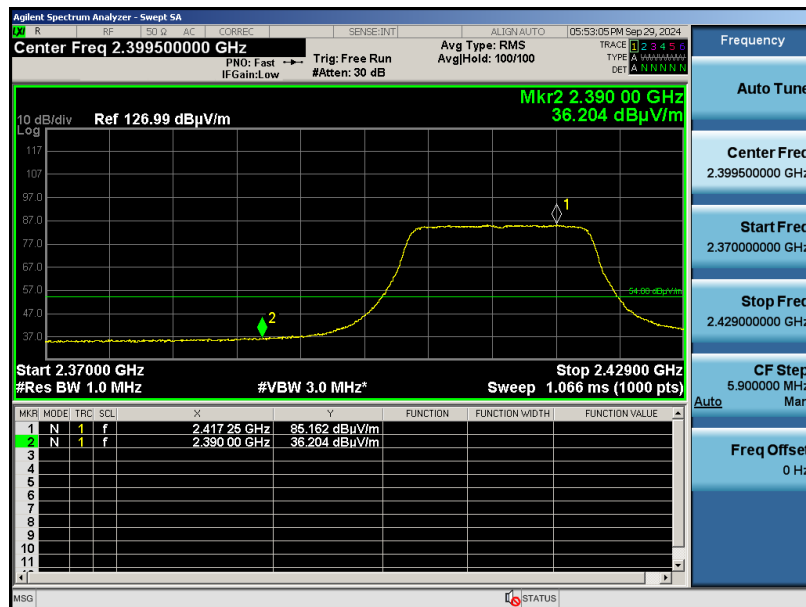 Agilent Spectrum Analyzer - Swept SA
LXI R RF 50 Ω AC CORREC SENSE:INT ALIGN AUTO 05:53:05 PM Sep 29, 2024
Center Freq 2.399500000 GHz
PNO: Fast
IFGain:Low
Trig: Free Run
#Atten: 30 dB
Avg Type: RMS
Avg|Hold: 100/100
TRACE 1 2 3 4 5 6
TYPE A WWWWW
DET A N N N N N
Mkr2 2.390 00 GHz
36.204 dBµV/m
10 dB/div Ref 126.99 dBµV/m
Log
117
107
97.0
87.0
77.0
67.0
57.0
47.0
37.0
1
2
54.00 dBµV/m
Start 2.37000 GHz Stop 2.42900 GHz
#Res BW 1.0 MHz #VBW 3.0 MHz* Sweep 1.066 ms (1000 pts)
MKR MODE TRC SCL X Y FUNCTION FUNCTION WIDTH FUNCTION VALUE
1 N 1 f 2.417 25 GHz 85.162 dBµV/m
2 N 1 f 2.390 00 GHz 36.204 dBµV/m
3
4
5
6
7
8
9
10
11
MSG STATUS
Frequency
Auto Tune
Center Freq
2.399500000 GHz
Start Freq
2.370000000 GHz
Stop Freq
2.429000000 GHz
CF Step
5.900000 MHz
Auto Man
Freq Offset
0 Hz